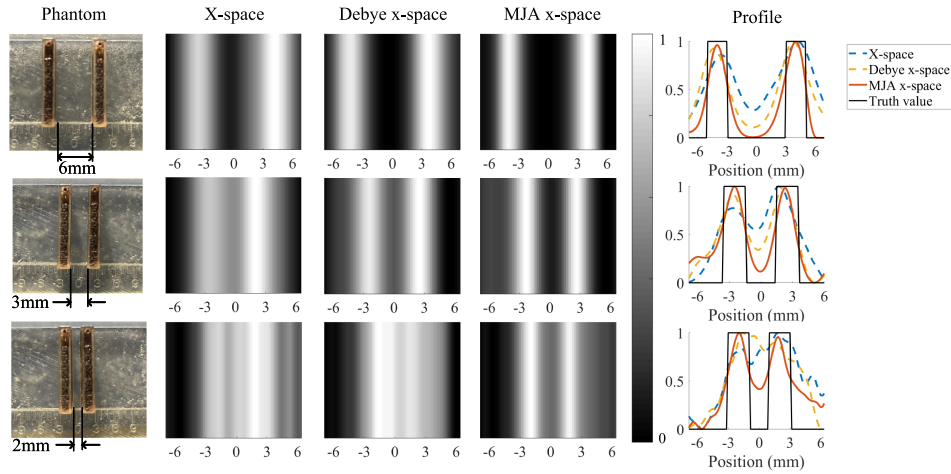 Phantom X-space Debye x-space MJA x-space Profile
6mm
-6 -3 0 3 6 -6 -3 0 3 6 -6 -3 0 3 6
1
0
1
0.5
0
-6 -3 0 3 6
Position (mm)
X-space
Debye x-space
MJA x-space
Truth value
3mm
-6 -3 0 3 6 -6 -3 0 3 6 -6 -3 0 3 6
1
0.5
0
-6 -3 0 3 6
Position (mm)
2mm
-6 -3 0 3 6 -6 -3 0 3 6 -6 -3 0 3 6
1
0.5
0
-6 -3 0 3 6
Position (mm)